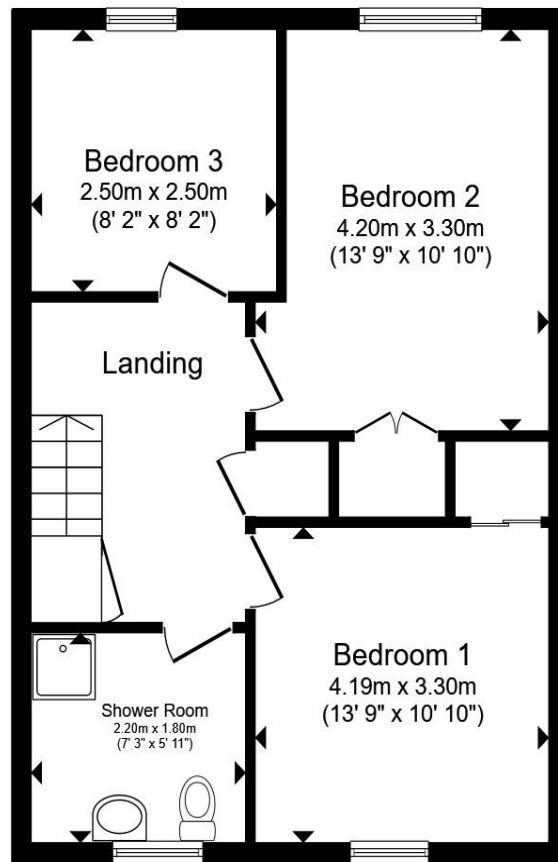 Bedroom 3
2.50m x 2.50m
(8' 2" x 8' 2")
Bedroom 2
4.20m x 3.30m
(13' 9" x 10' 10")
Landing
Bedroom 1
4.19m x 3.30m
(13' 9" x 10' 10")
Shower Room
2.20m x 1.80m
(7' 3" x 5' 11")